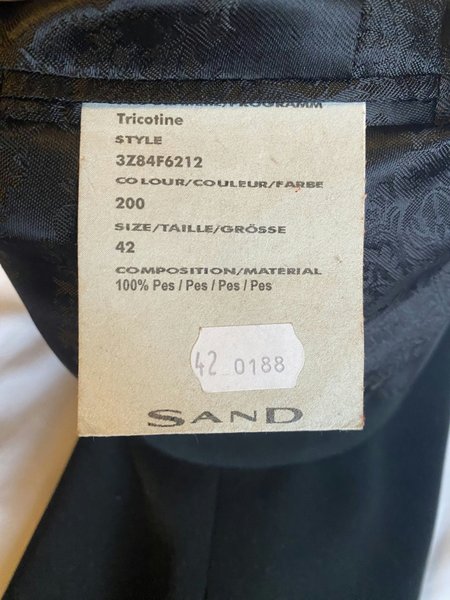 Tricotine
STYLE
3Z84F6212
COLOUR/COULEUR/FARBE
200
SIZE/TAILLE/GRÖSSE
42
COMPOSITION/MATERIAL
100% Pes / Pes / Pes / Pes
42 0188
SAND